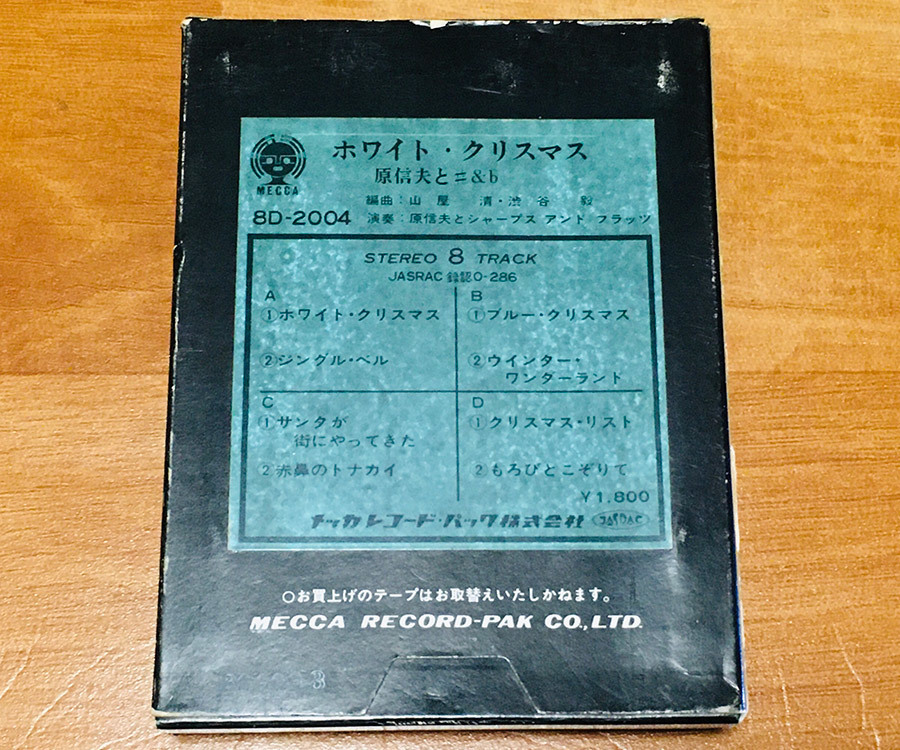 MECCA
ホワイト・クリスマス
原信夫と♯&♭
編曲:山屋 清・渋谷 毅
8D-2004 演奏:原信夫とシャープス アンド フラッツ
STEREO 8 TRACK
JASRAC 録認0-286
A
①ホワイト・クリスマス
②ジングル・ベル
B
①ブルー・クリスマス
②ウインター・
ワンダーランド
C
①サンタが
街にやってきた
②赤鼻のトナカイ
D
①クリスマス・リスト
②もろびとこぞりて
¥1,800
メッカレコード・パック株式会社 JASRAC
○お買上げのテープはお取替えいたしかねます。
MECCA RECORD-PAK CO.,LTD.